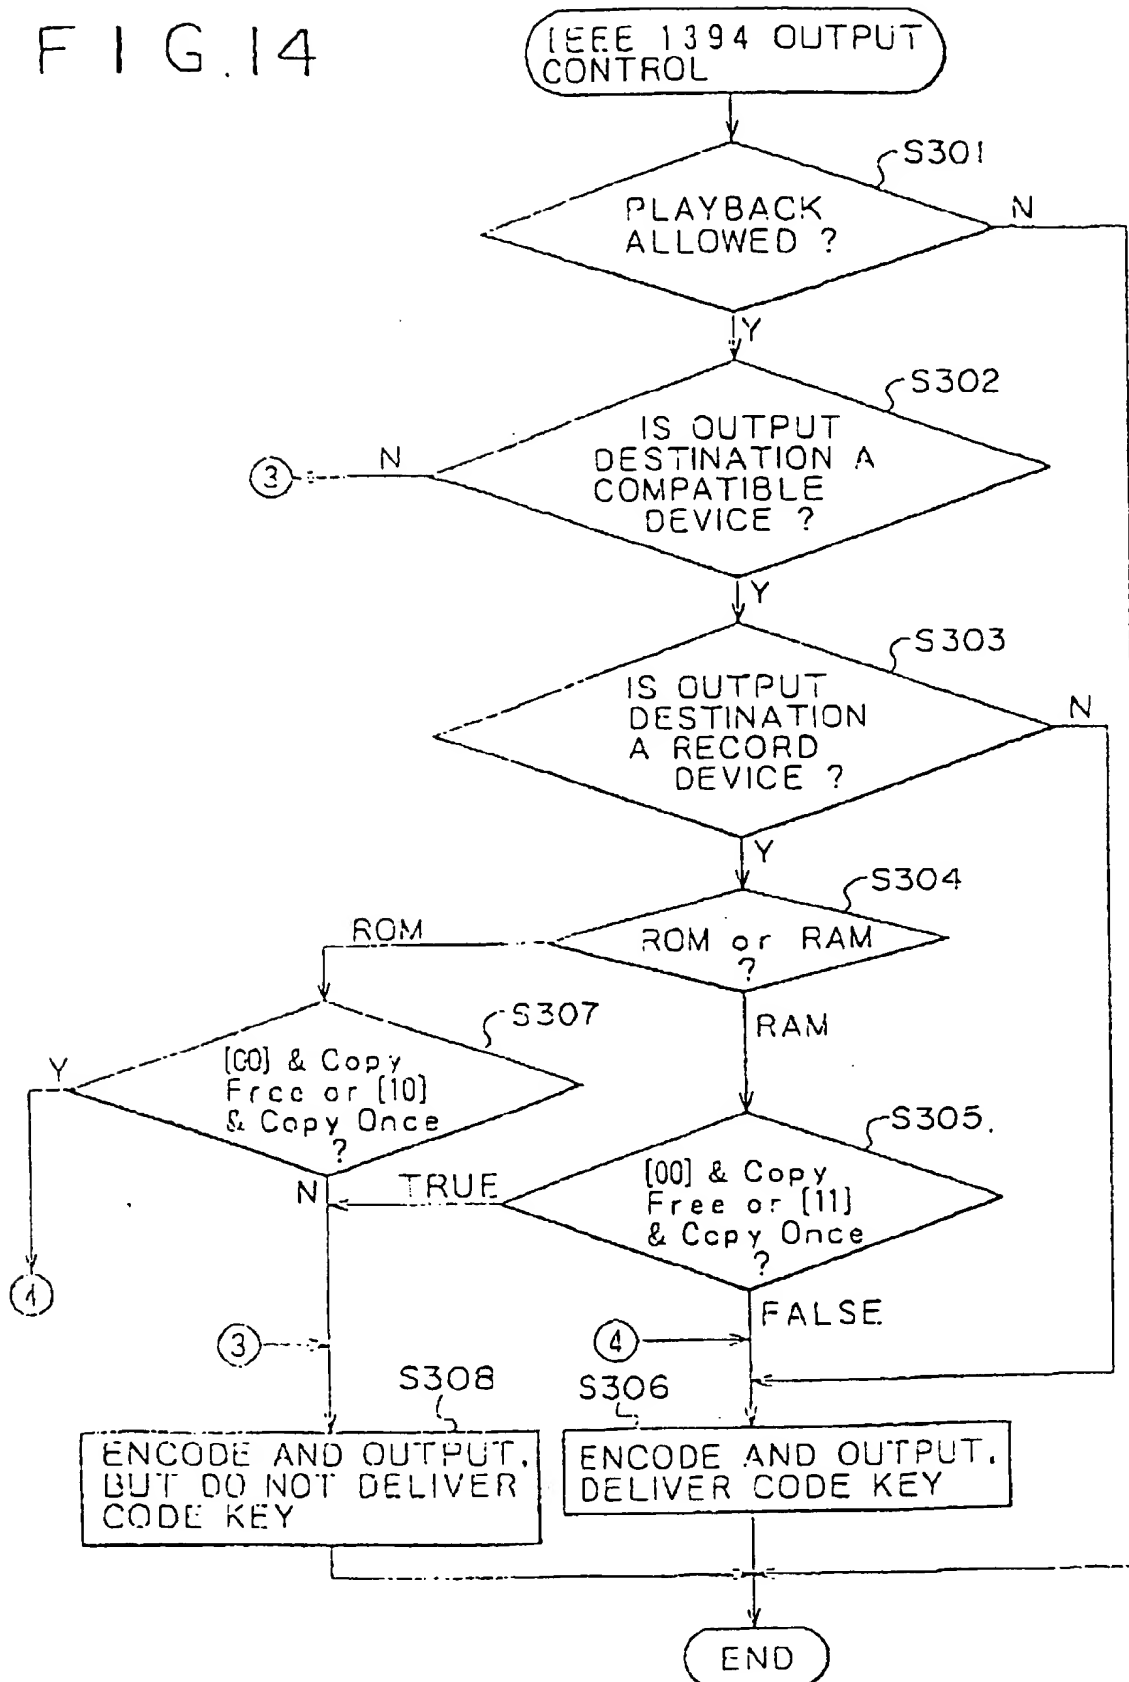 FIG.14
IEEE 1394 OUTPUT
CONTROL
S301
PLAYBACK
ALLOWED ?
N
Y
S302
IS OUTPUT
DESTINATION A
COMPATIBLE
DEVICE ?
N
3
Y
S303
IS OUTPUT
DESTINATION
A RECORD
DEVICE ?
N
Y
S304
ROM or RAM
?
ROM
RAM
S307
[00] & Copy
Free or [10]
& Copy Once
?
Y
N
4
S305.
[00] & Copy
Free or [11]
& Copy Once
?
TRUE
FALSE
3
4
S308
ENCODE AND OUTPUT,
BUT DO NOT DELIVER
CODE KEY
S306
ENCODE AND OUTPUT.
DELIVER CODE KEY
END